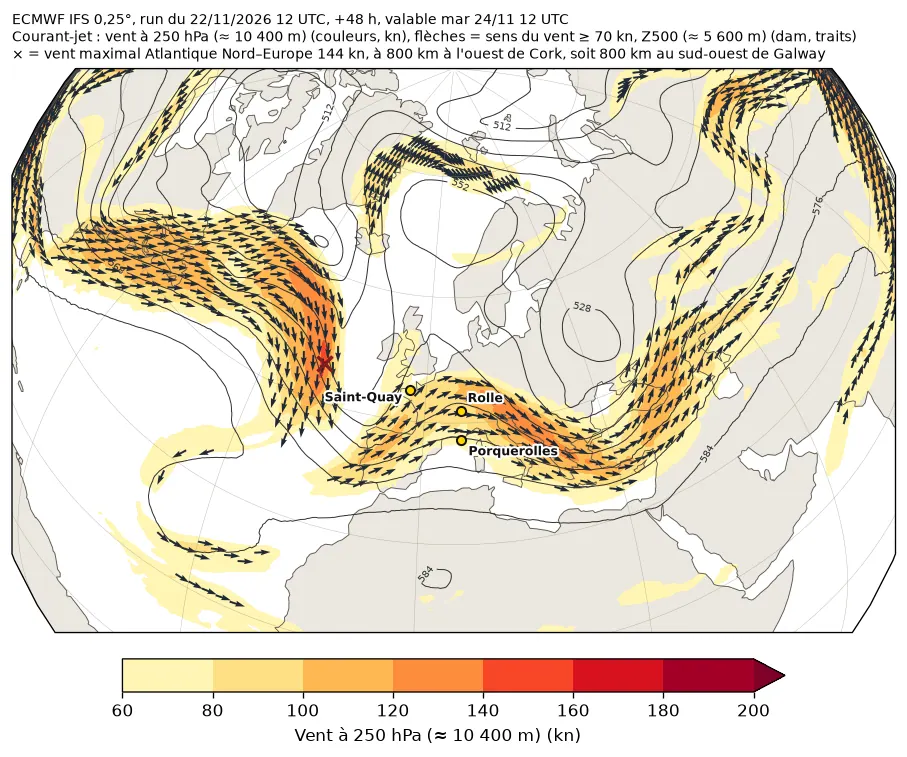 ECMWF IFS 0,25°, run du 22/11/2026 12 UTC, +48 h, valable mar 24/11 12 UTC
Courant-jet : vent à 250 hPa (≈ 10 400 m) (couleurs, kn), flèches = sens du vent ≥ 70 kn, Z500 (≈ 5 600 m) (dam, traits)
× = vent maximal Atlantique Nord–Europe 144 kn, à 800 km à l'ouest de Cork, soit 800 km au sud-ouest de Galway
512
512
552
576
528
Saint-Quay
Rolle
Porquerolles
584
584
60 80 100 120 140 160 180 200
Vent à 250 hPa (≈ 10 400 m) (kn)